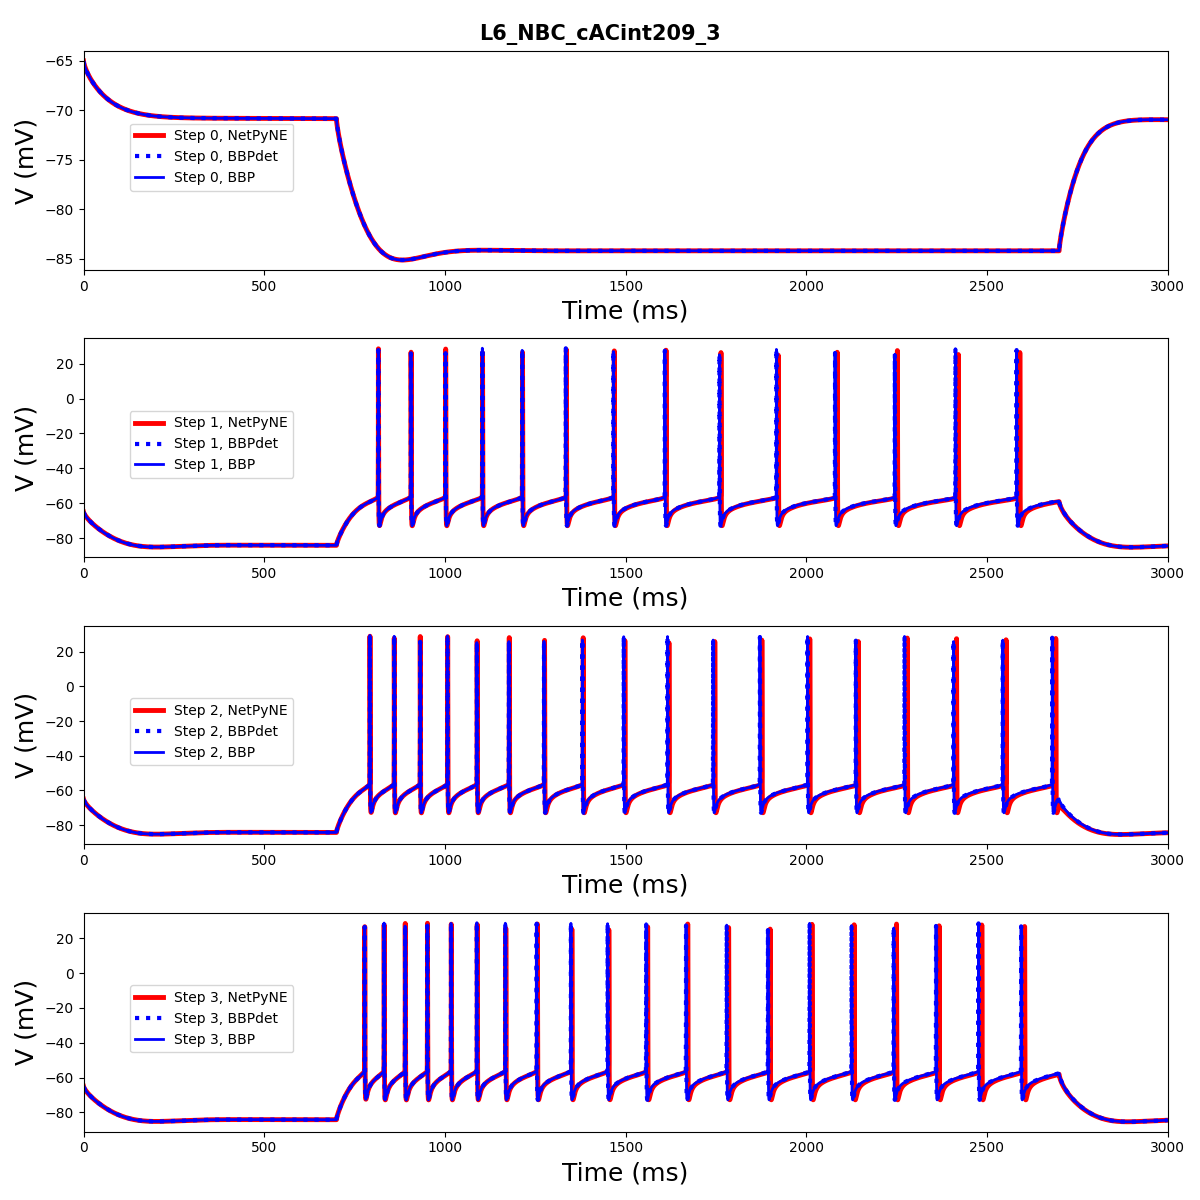 L6_NBC_cACint209_3
V (mV)
−65
−70
−75
−80
−85
Step 0, NetPyNE
Step 0, BBPdet
Step 0, BBP
0 500 1000 1500 2000 2500 3000
Time (ms)
V (mV)
20
0
−20
−40
−60
−80
Step 1, NetPyNE
Step 1, BBPdet
Step 1, BBP
0 500 1000 1500 2000 2500 3000
Time (ms)
V (mV)
20
0
−20
−40
−60
−80
Step 2, NetPyNE
Step 2, BBPdet
Step 2, BBP
0 500 1000 1500 2000 2500 3000
Time (ms)
V (mV)
20
0
−20
−40
−60
−80
Step 3, NetPyNE
Step 3, BBPdet
Step 3, BBP
0 500 1000 1500 2000 2500 3000
Time (ms)